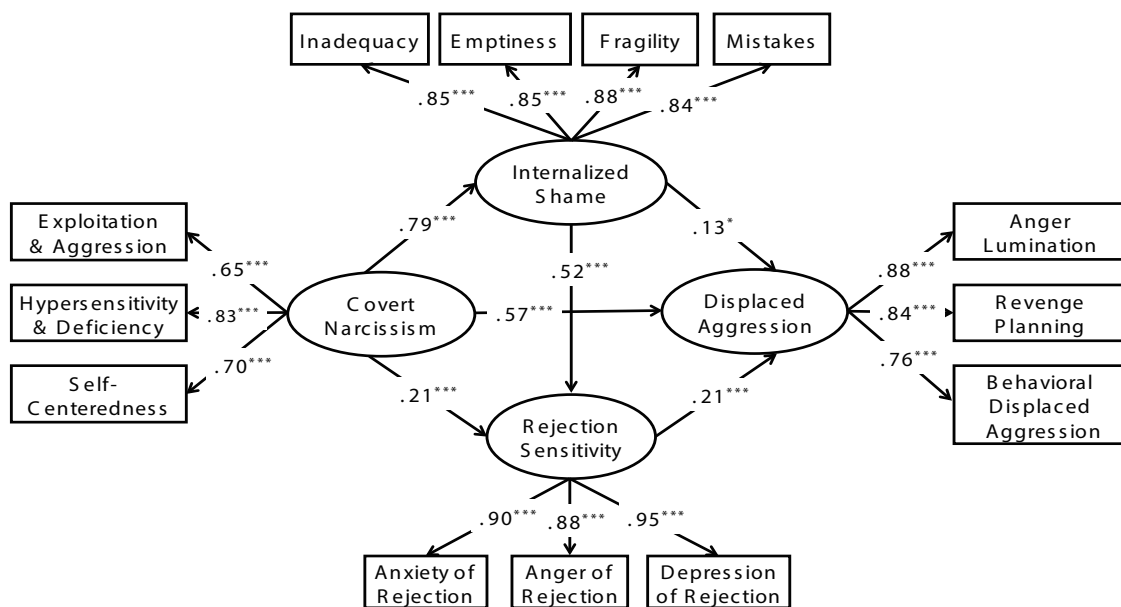 Inadequacy
Emptiness
Fragility
Mistakes
.85***
.85***
.88***
.84***
Internalized
Shame
Exploitation
& Aggression
.79***
.13*
Anger
Lumination
.65***
.52***
.88***
Hypersensitivity
& Deficiency
.83***
Covert
Narcissism
.57***
Displaced
Aggression
.84***
Revenge
Planning
.70***
.76***
Self-
Centeredness
.21***
.21***
Behavioral
Displaced
Aggression
Rejection
Sensitivity
.90***
.88***
.95***
Anxiety of
Rejection
Anger of
Rejection
Depression
of Rejection